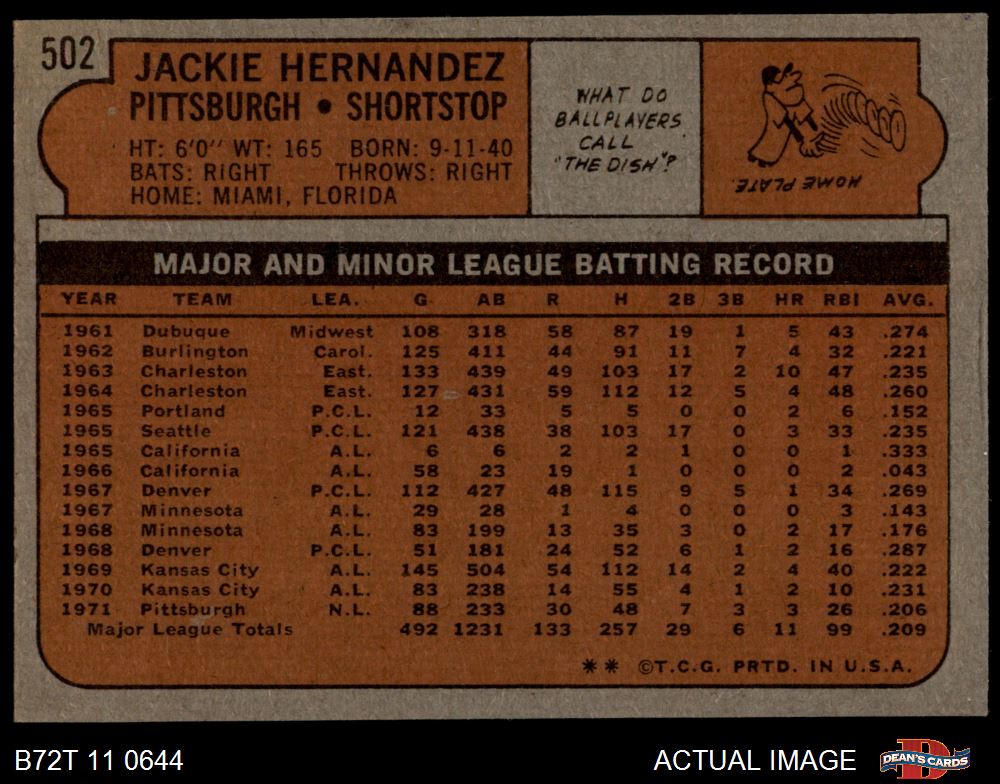 502
JACKIE HERNANDEZ
PITTSBURGH • SHORTSTOP
HT: 6'0" WT: 165 BORN: 9-11-40
BATS: RIGHT THROWS: RIGHT
HOME: MIAMI, FLORIDA
WHAT DO
BALLPLAYERS
CALL
"THE DISH"?
HOME PLATE.
MAJOR AND MINOR LEAGUE BATTING RECORD
YEAR TEAM LEA. G AB R H 2B 3B HR RBI AVG.
1961 Dubuque Midwest 108 318 58 87 19 1 5 43 .274
1962 Burlington Carol. 125 411 44 91 11 7 4 32 .221
1963 Charleston East. 133 439 49 103 17 2 10 47 .235
1964 Charleston East. 127 431 59 112 12 5 4 48 .260
1965 Portland P.C.L. 12 33 5 5 0 0 2 6 .152
1965 Seattle P.C.L. 121 438 38 103 17 0 3 33 .235
1965 California A.L. 6 6 2 2 1 0 0 1 .333
1966 California A.L. 58 23 19 1 0 0 0 2 .043
1967 Denver P.C.L. 112 427 48 115 9 5 1 34 .269
1967 Minnesota A.L. 29 28 1 4 0 0 0 3 .143
1968 Minnesota A.L. 83 199 13 35 3 0 2 17 .176
1968 Denver P.C.L. 51 181 24 52 6 1 2 16 .287
1969 Kansas City A.L. 145 504 54 112 14 2 4 40 .222
1970 Kansas City A.L. 83 238 14 55 4 1 2 10 .231
1971 Pittsburgh N.L. 88 233 30 48 7 3 3 26 .206
Major League Totals 492 1231 133 257 29 6 11 99 .209
** ©T.C.G. PRTD. IN U.S.A.
B72T 11 0644 ACTUAL IMAGE DEAN'S CARDS